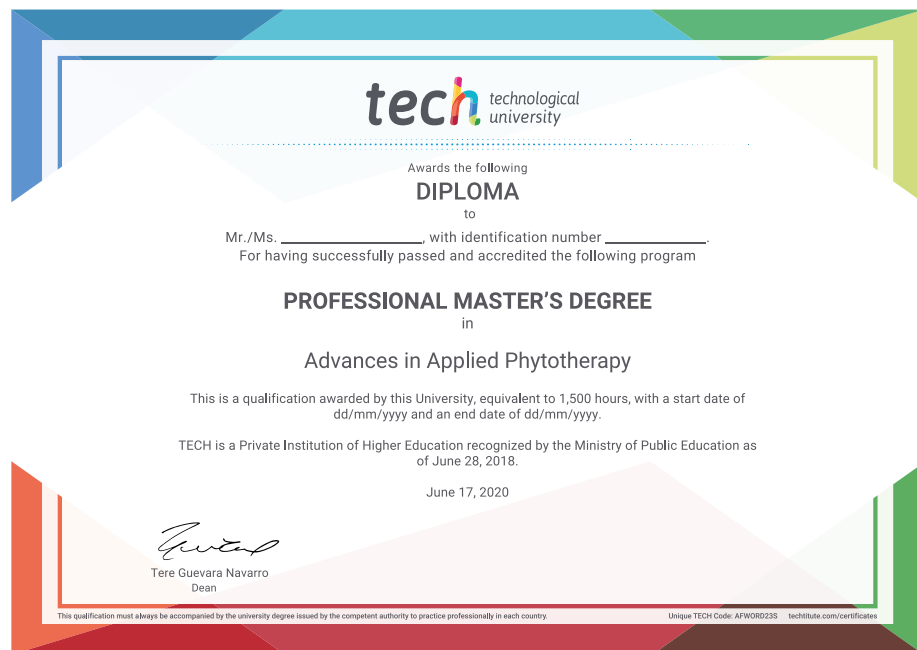 tech technological
university
Awards the following
DIPLOMA
to
Mr./Ms. ________________, with identification number ____________.
For having successfully passed and accredited the following program
PROFESSIONAL MASTER'S DEGREE
in
Advances in Applied Phytotherapy
This is a qualification awarded by this University, equivalent to 1,500 hours, with a start date of
dd/mm/yyyy and an end date of dd/mm/yyyy.
TECH is a Private Institution of Higher Education recognized by the Ministry of Public Education as
of June 28, 2018.
June 17, 2020
Tere Guevara Navarro
Dean
This qualification must always be accompanied by the university degree issued by the competent authority to practice professionally in each country.
Unique TECH Code: AFWORD23S techtitute.com/certificates